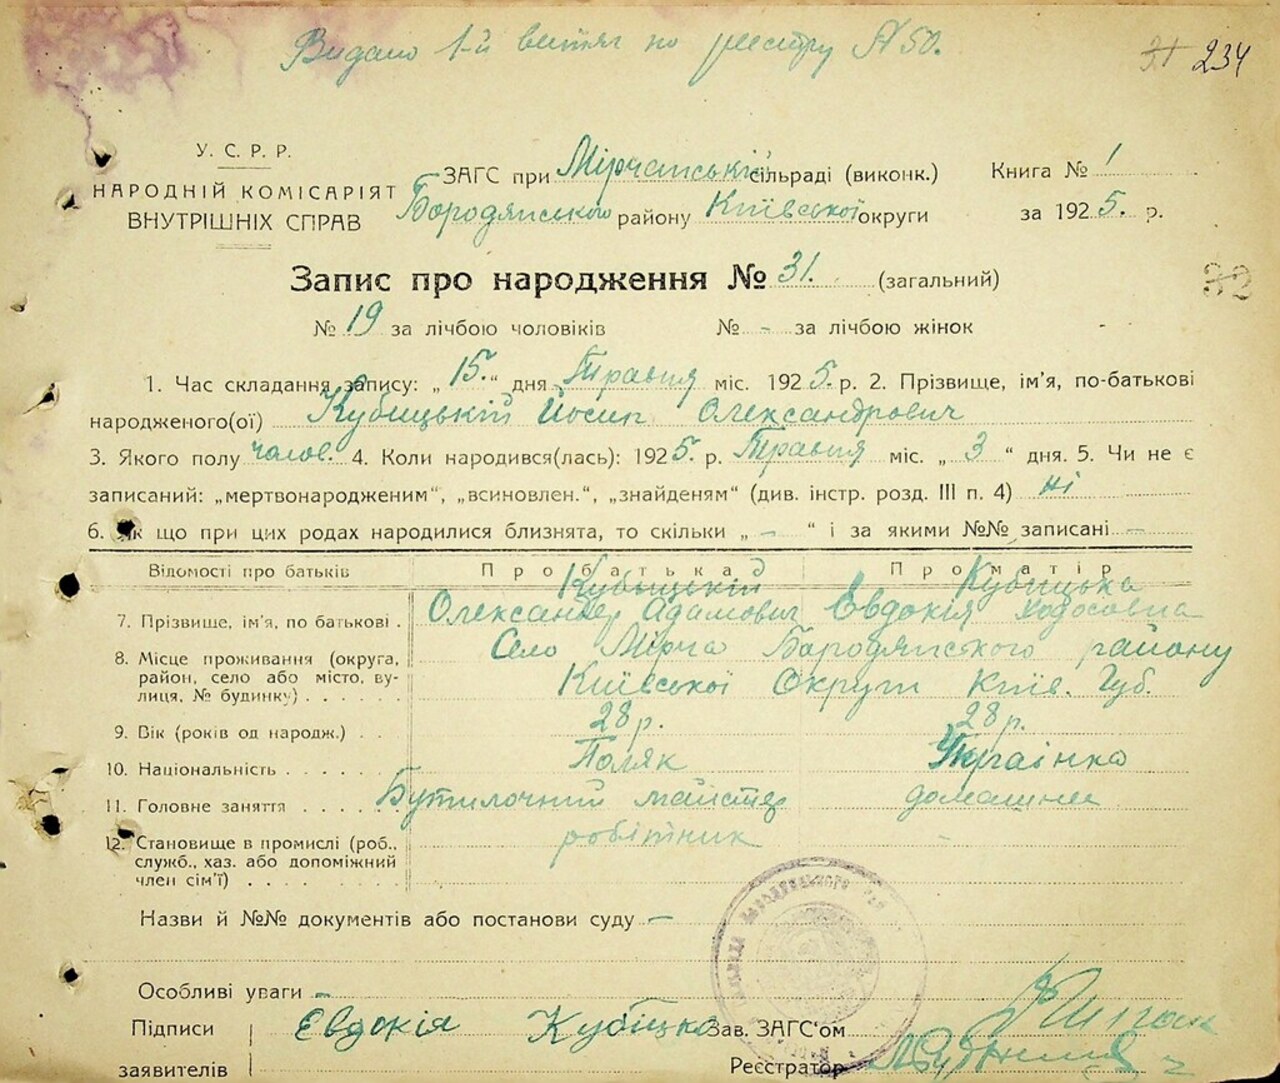 Видано 1-й витяг по реєстру № 50.
31 234
У. С. Р. Р.
НАРОДНІЙ КОМІСАРІЯТ
ВНУТРІШНІХ СПРАВ
ЗАГС при Мірчанській сільраді (виконк.) Книга № 1
Бородянського району Київської округи за 1925. р.
Запис про народження № 31. (загальний)
32
№ 19 за лічбою чоловіків № - за лічбою жінок
1. Час складання запису: „ 15. “ дня Травня міс. 1925. р. 2. Прізвище, ім'я, по-батькові
народженого(ої) Кубицький Йосип Олександрович
3. Якого полу чолов. 4. Коли народився(лась): 1925. р. Травня міс. „ 3 “ дня. 5. Чи не є
записаний: „мертвонародженим“, „всиновлен.“, „знайденям“ (див. інстр. розд. III п. 4) ні
6. Як що при цих родах народилися близнята, то скільки „ - “ і за якими №№ записані -
Відомості про батьків Про батька Про матір
Кубицький Кубицька
7. Прізвище, ім'я, по батькові . Олександер Адамович Євдокія Ходосовна
8. Місце проживання (округа, Село Мірча Бородянського району
район, село або місто, ву-
лиця, № будинку) . . . . . Київської Округи Київ. Губ.
9. Вік (років од народж.) . . 28 р. 28 р.
10. Національність . . . . . . Поляк Українка
11. Головне заняття . . . . . Бутилочний майстер домашнє
12. Становище в промислі (роб., робітник -
служб., хаз. або допоміжний
член сім'ї) . . . . . . .
Назви й №№ документів або постанови суду -
Особливі уваги -
Підписи Євдокія Кубіцка Зав. ЗАГС'ом
заявителів Реєстратор